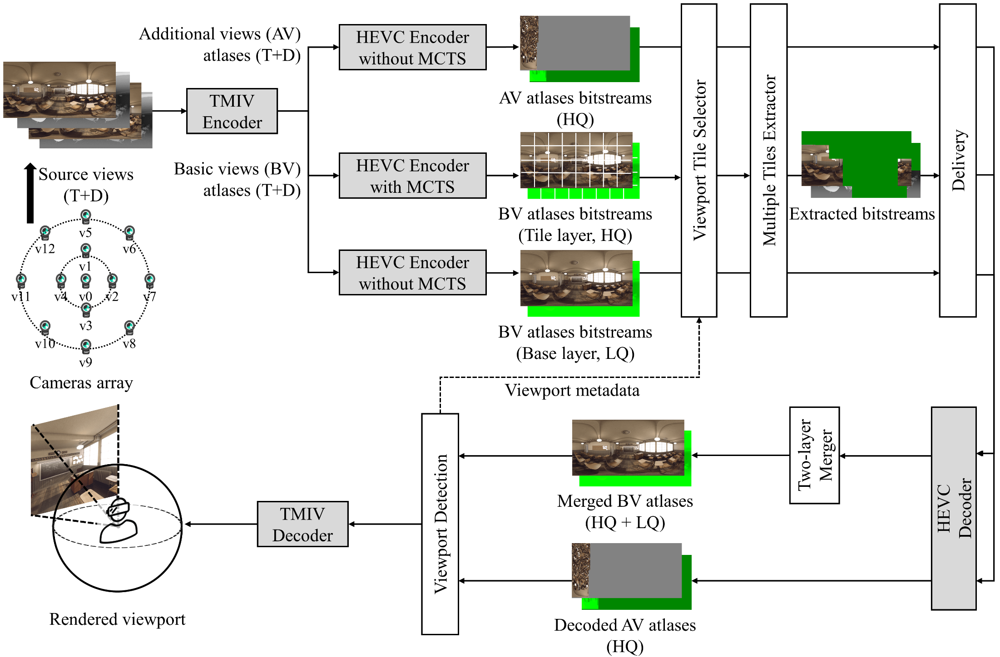 Additional views (AV)
atlases (T+D)
HEVC Encoder
without MCTS
AV atlases bitstreams
(HQ)
TMIV
Encoder
Source views
(T+D)
Basic views (BV)
atlases (T+D)
HEVC Encoder
with MCTS
BV atlases bitstreams
(Tile layer, HQ)
HEVC Encoder
without MCTS
BV atlases bitstreams
(Base layer, LQ)
Viewport Tile Selector
Multiple Tiles Extractor
Extracted bitstreams
Delivery
v5
v12
v6
v1
v11
v4
v0
v2
v7
v3
v10
v8
v9
Cameras array
Viewport metadata
HEVC
Decoder
Two-layer
Merger
Merged BV atlases
(HQ + LQ)
Decoded AV atlases
(HQ)
Viewport Detection
TMIV
Decoder
Rendered viewport